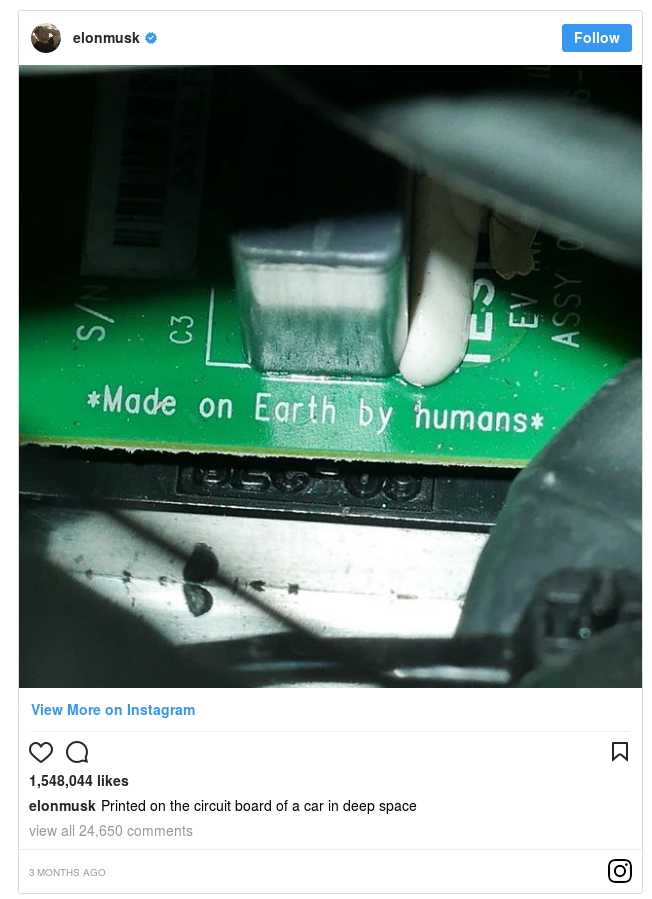 elonmusk
Follow
S/N
C3
TEST
EV
ASSY
*Made on Earth by humans*
View More on Instagram
1,548,044 likes
elonmusk Printed on the circuit board of a car in deep space
view all 24,650 comments
3 MONTHS AGO